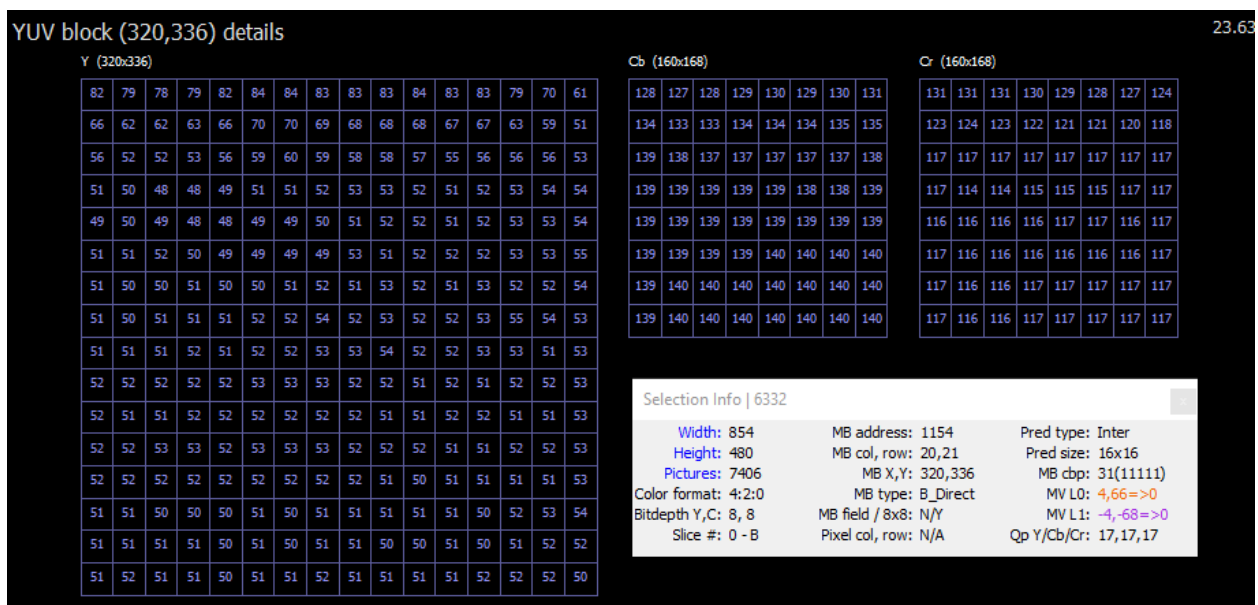 YUV block (320,336) details
23.63
Y (320x336)
Cb (160x168)
Cr (160x168)
82 79 78 79 82 84 84 83 83 83 84 83 83 79 70 61
66 62 62 63 66 70 70 69 68 68 68 67 67 63 59 51
56 52 52 53 56 59 60 59 58 58 57 55 56 56 56 53
51 50 48 48 49 51 51 52 53 53 52 51 52 53 54 54
49 50 49 48 48 49 49 50 51 52 52 51 52 53 53 54
51 51 52 50 49 49 49 49 53 51 52 52 52 53 53 55
51 50 50 51 50 50 51 52 53 52 51 53 52 52 52 54
51 50 51 51 51 52 52 54 52 53 52 52 53 55 54 53
51 51 51 52 51 52 52 53 53 54 52 52 53 53 51 53
52 52 52 52 52 53 53 53 52 52 51 52 51 52 52 53
52 51 51 52 52 52 52 52 52 51 51 52 52 51 51 53
52 52 53 53 52 53 52 52 52 52 52 51 51 52 52 53
52 52 52 52 52 52 52 52 51 51 50 51 51 51 51 53
51 51 50 50 50 51 50 51 51 51 51 51 50 52 53 54
51 51 51 51 50 51 50 51 51 50 50 51 50 51 52 52
51 52 51 51 50 51 51 52 51 51 51 51 52 52 52 50
128 127 128 129 130 129 130 131
134 133 133 134 134 134 135 135
139 138 137 137 137 137 137 138
139 139 139 139 139 138 138 139
139 139 139 139 139 139 139 139
139 139 139 139 140 140 140 140
139 140 140 140 140 140 140 140
139 140 140 140 140 140 140 140
131 131 131 130 129 128 127 124
123 124 123 122 121 121 120 118
117 117 117 117 117 117 117 117
117 114 114 115 115 115 117 117
116 116 116 116 117 117 116 117
117 117 116 116 116 116 116 117
117 116 116 117 117 117 117 117
117 116 116 117 117 117 117 117
Selection Info | 6332
x
Width: 854
Height: 480
Pictures: 7406
Color format: 4:2:0
Bitdepth Y,C: 8, 8
Slice #: 0 - B
MB address: 1154
MB col, row: 20,21
MB X,Y: 320,336
MB type: B_Direct
MB field / 8x8: N/Y
Pixel col, row: N/A
Pred type: Inter
Pred size: 16x16
MB cbp: 31(11111)
MV L0: 4,66=>0
MV L1: -4,-68=>0
Qp Y/Cb/Cr: 17,17,17